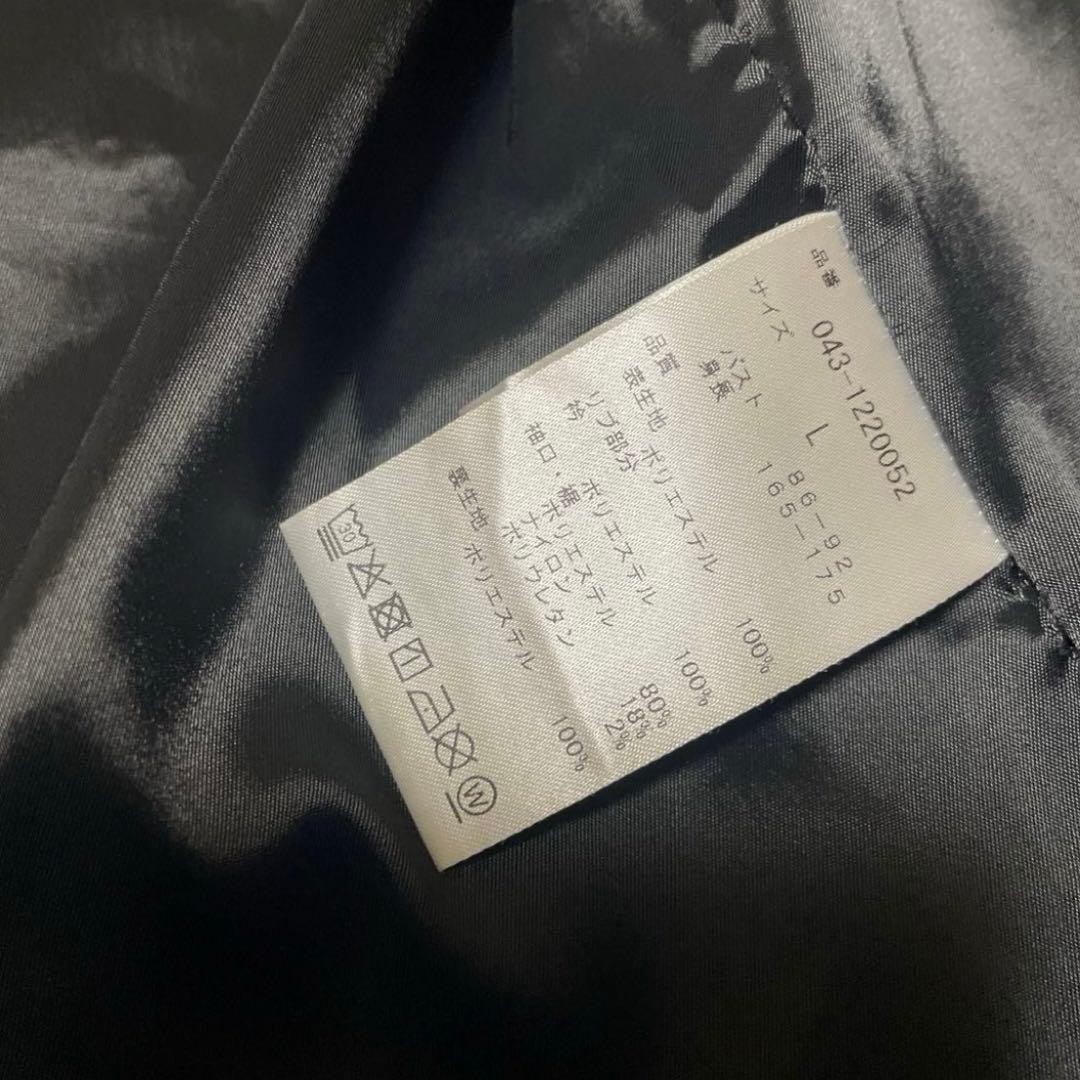 品番 043-1220052
サイズ L
バスト 86-92
身長 165-175
品質
表生地 ポリエステル 100%
リブ部分
衿 ポリエステル 100%
袖口・裾ポリエステル 80%
ナイロン 18%
ポリウレタン 2%
裏生地 ポリエステル 100%
30
W